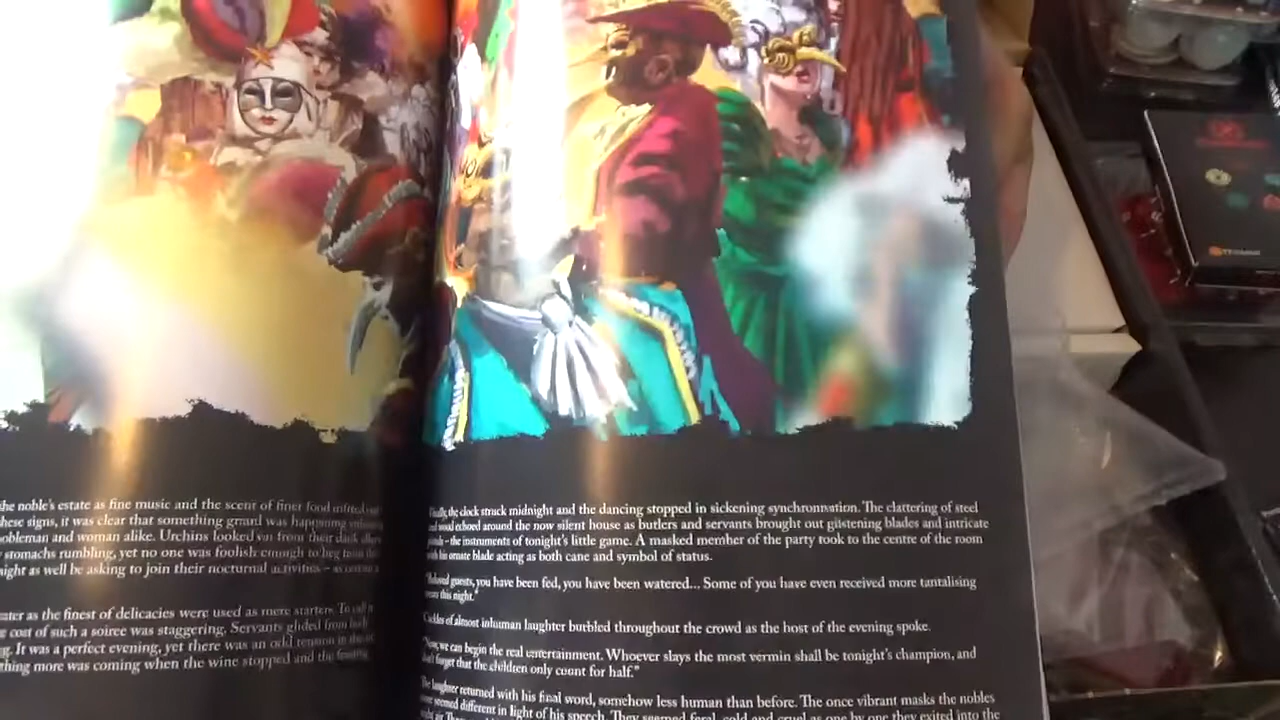 the noble's estate as fine music and the scent of finer food
these signs, it was clear that something grand was happening
nobleman and woman alike. Urchins looked out from their dark
stomachs rumbling, yet no one was foolish enough to beg
might as well be asking to join their nocturnal activities –
as the finest of delicacies were used as mere starters. To
cost of such a soiree was staggering. Servants glided from
It was a perfect evening, yet there was an odd tension in the
thing more was coming when the wine stopped and the
the clock struck midnight and the dancing stopped in sickening synchronisation. The clattering of steel
and wood echoed around the now silent house as butlers and servants brought out glistening blades and intricate
– the instruments of tonight's little game. A masked member of the party took to the centre of the room
his ornate blade acting as both cane and symbol of status.
guests, you have been fed, you have been watered... Some of you have even received more tantalising
this night."
Cackles of almost inhuman laughter burbled throughout the crowd as the host of the evening spoke.
"Now, we can begin the real entertainment. Whoever slays the most vermin shall be tonight's champion, and
don't forget that the children only count for half."
The laughter returned with his final word, somehow less human than before. The once vibrant masks the nobles
seemed different in light of his speech. They seemed feral, cold and cruel as one by one they exited into the